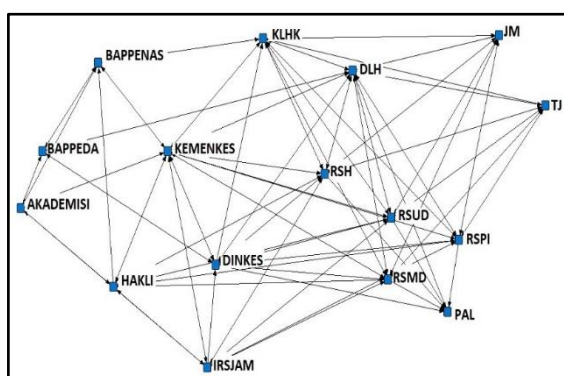 KLHK
JM
BAPPENAS
DLH
TJ
BAPPEDA
KEMENKES
RSH
AKADEMISI
RSUD
RSPI
DINKES
HAKLI
RSMD
PAL
IRSJAM